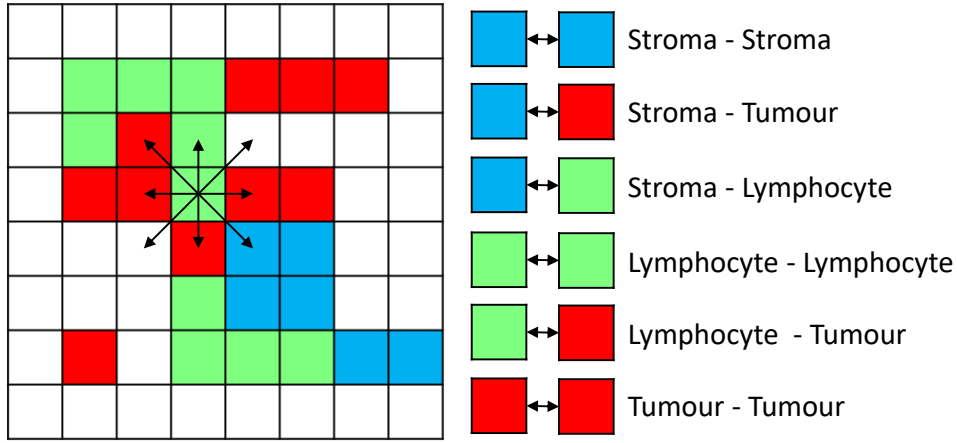 Stroma - Stroma
Stroma - Tumour
Stroma - Lymphocyte
Lymphocyte - Lymphocyte
Lymphocyte - Tumour
Tumour - Tumour